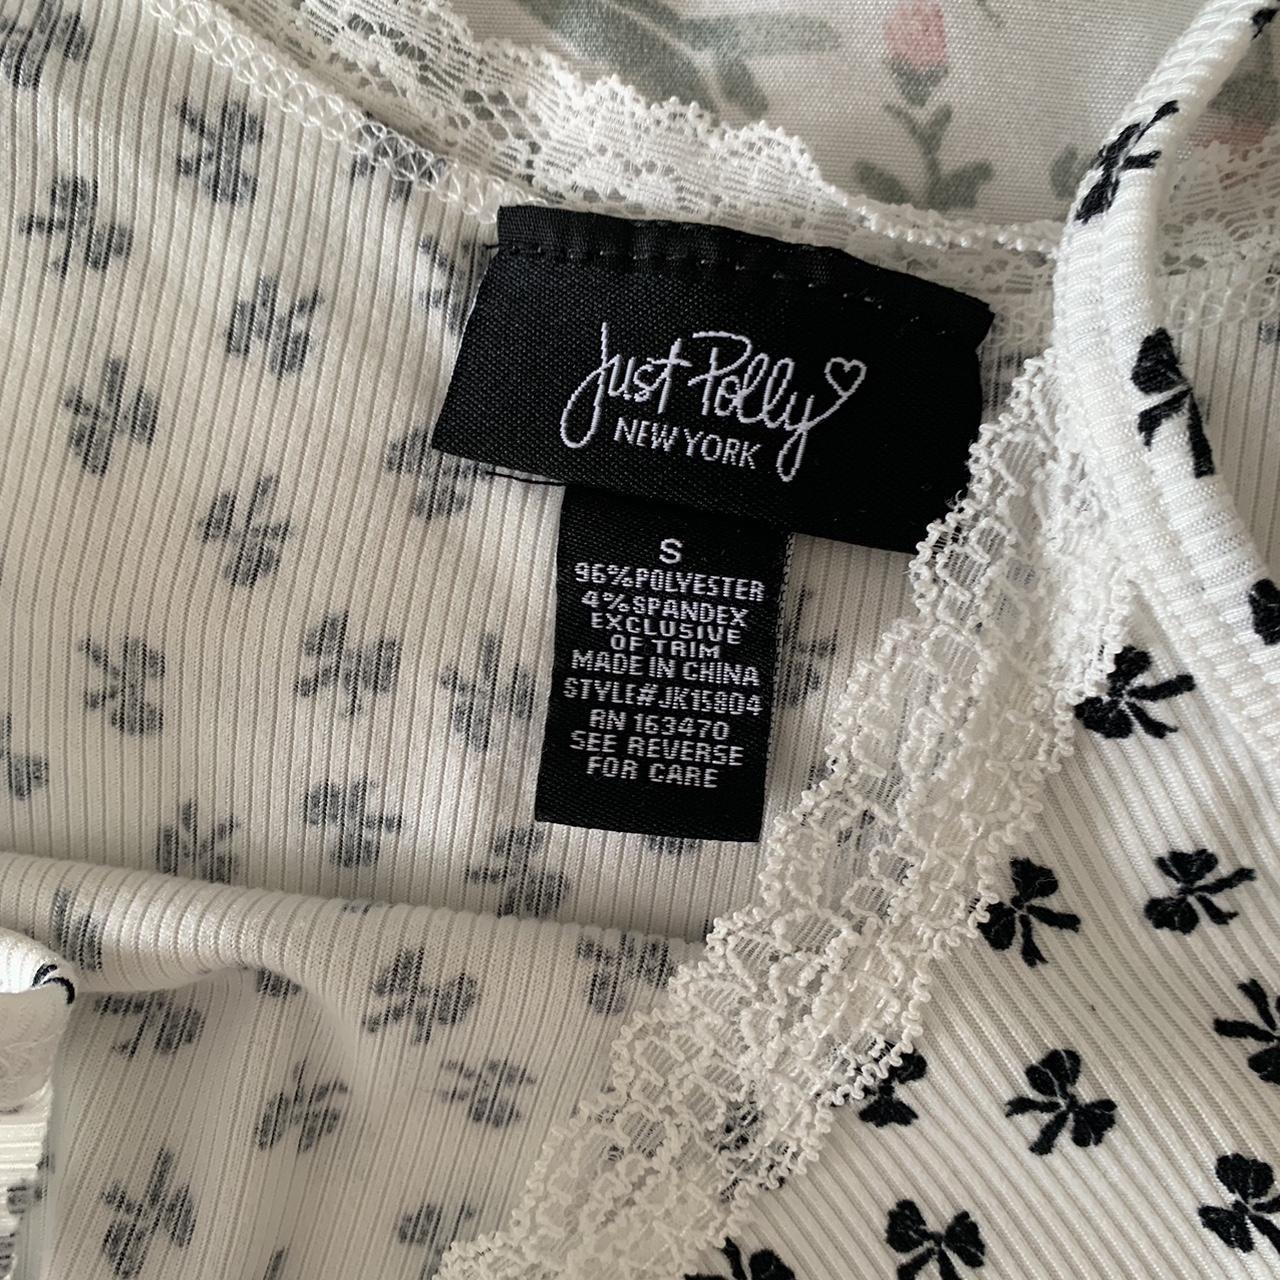 Just Polly
NEW YORK
S
96%POLYESTER
4%SPANDEX
EXCLUSIVE
OF TRIM
MADE IN CHINA
STYLE#JK15804
RN 163470
SEE REVERSE
FOR CARE